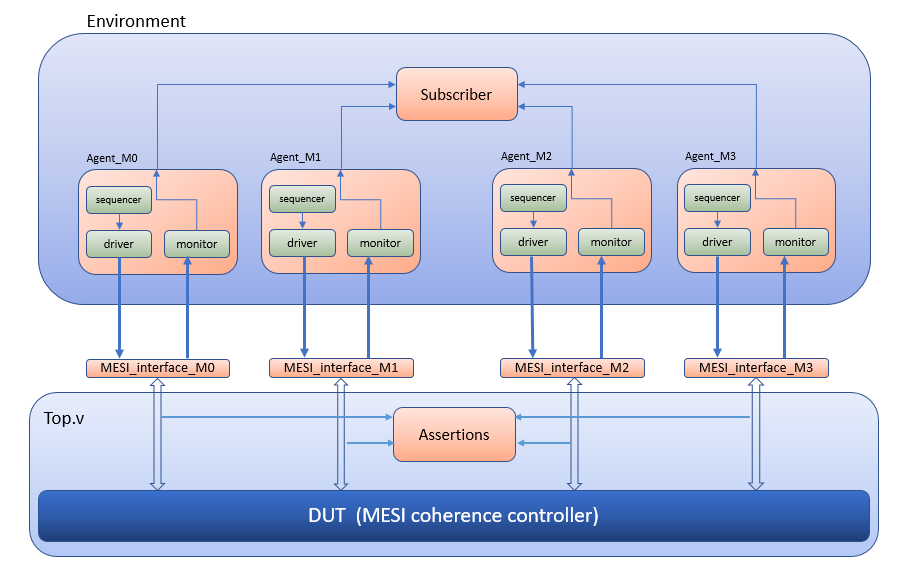 Environment
Subscriber
Agent_M0
Agent_M1
Agent_M2
Agent_M3
sequencer
sequencer
sequencer
sequencer
driver
monitor
driver
monitor
driver
monitor
driver
monitor
MESI_interface_M0
MESI_interface_M1
MESI_interface_M2
MESI_interface_M3
Top.v
Assertions
DUT (MESI coherence controller)